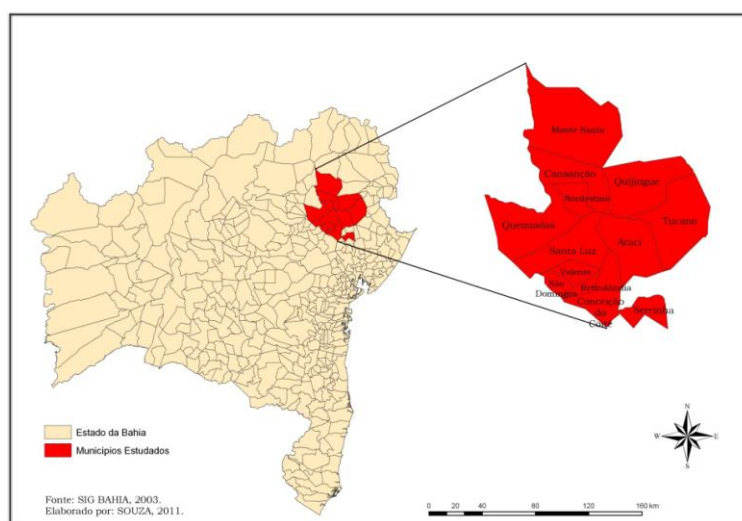 Monte Santo
Cansanção
Quijingue
Nordestina
Tucano
Queimadas
Araci
Santa Luz
Valente
São
Domingos
Retirolândia
Conceição
do
Coité
Serrinha
N
W
E
S
Estado da Bahia
Municípios Estudados
Fonte: SIG BAHIA, 2003.
Elaborado por: SOUZA, 2011.
0 20 40 80 120 160 km